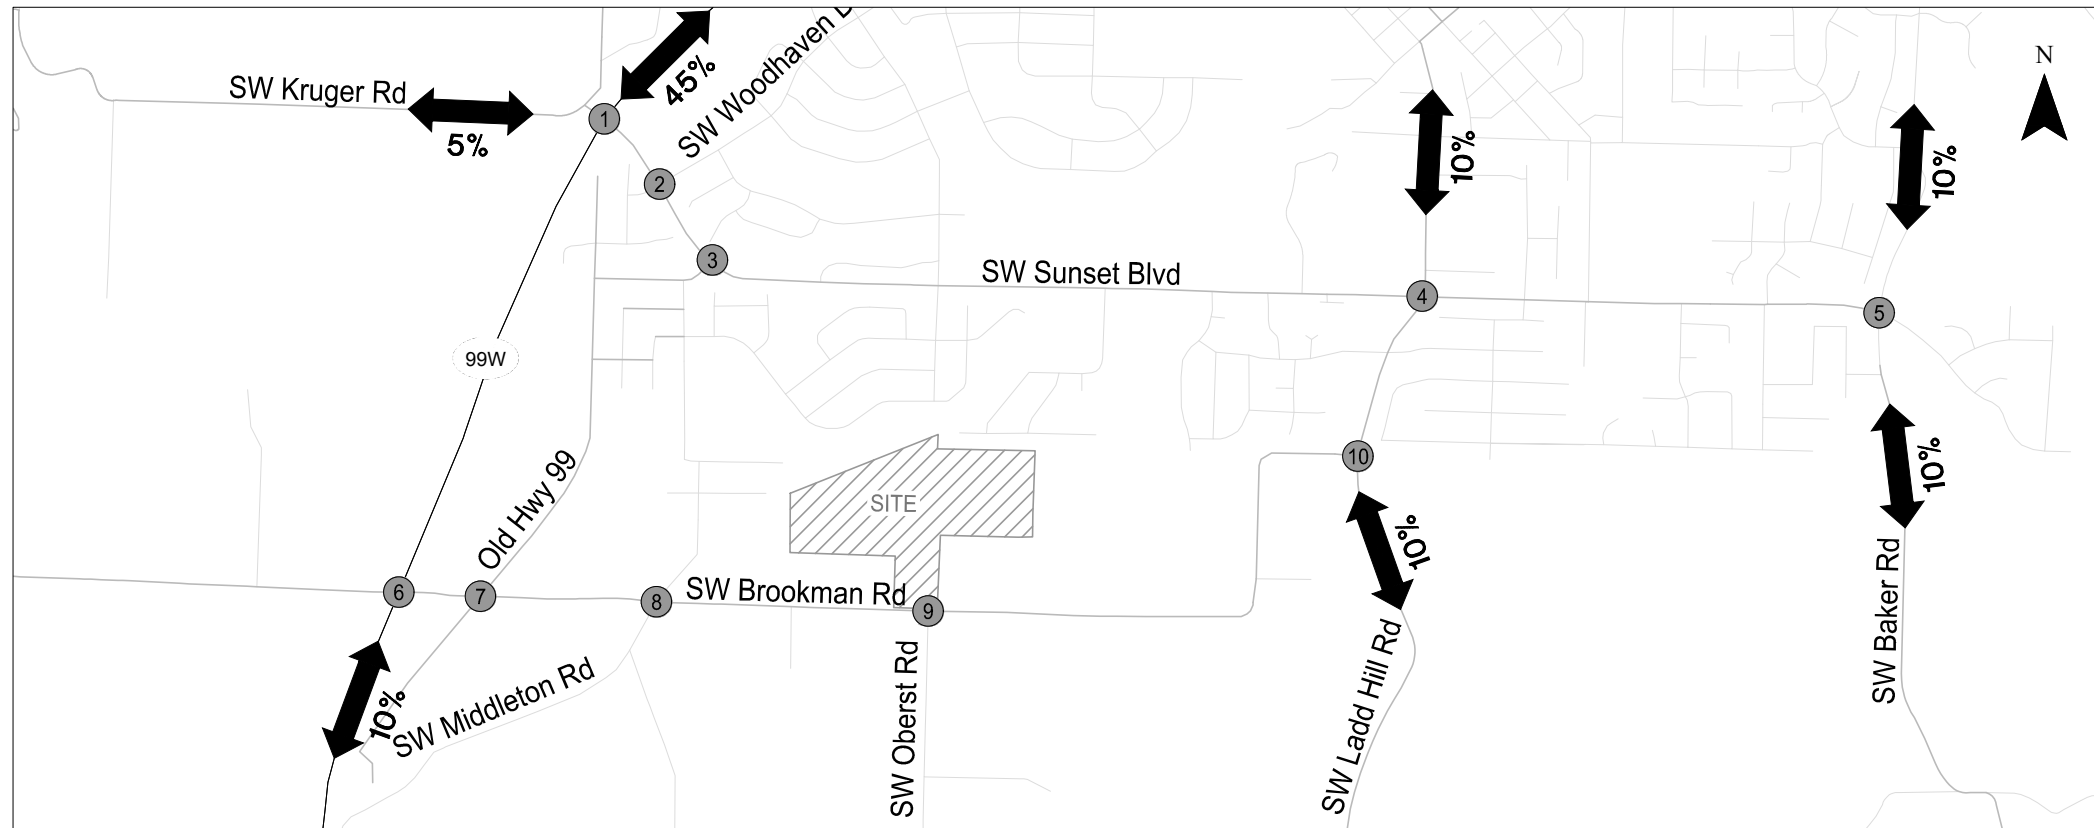 N
SW Kruger Rd
5%
45%
SW Woodhaven
10%
10%
1
2
3
SW Sunset Blvd
4
5
99W
Old Hwy 99
SITE
10
10%
10%
6
7
8
SW Brookman Rd
9
10%
SW Middleton Rd
SW Oberst Rd
SW Ladd Hill Rd
SW Baker Rd